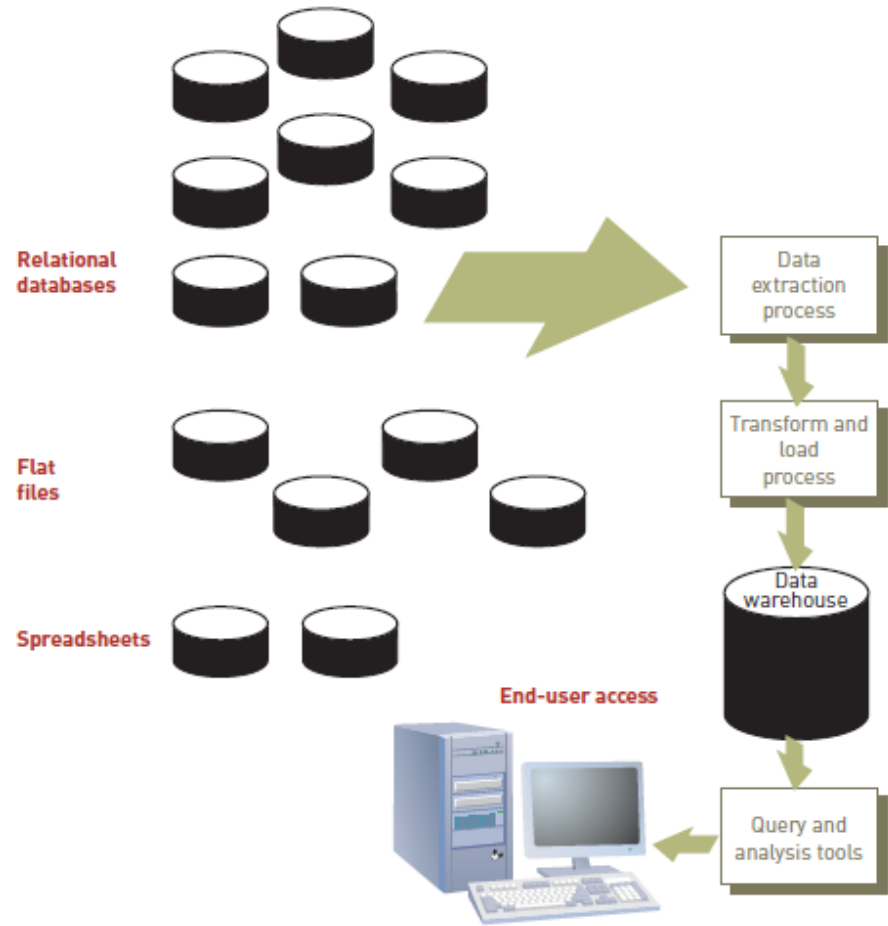 Relational
databases
Data
extraction
process
Transform and
load
process
Flat
files
Data
warehouse
Spreadsheets
End-user access
Query and
analysis tools